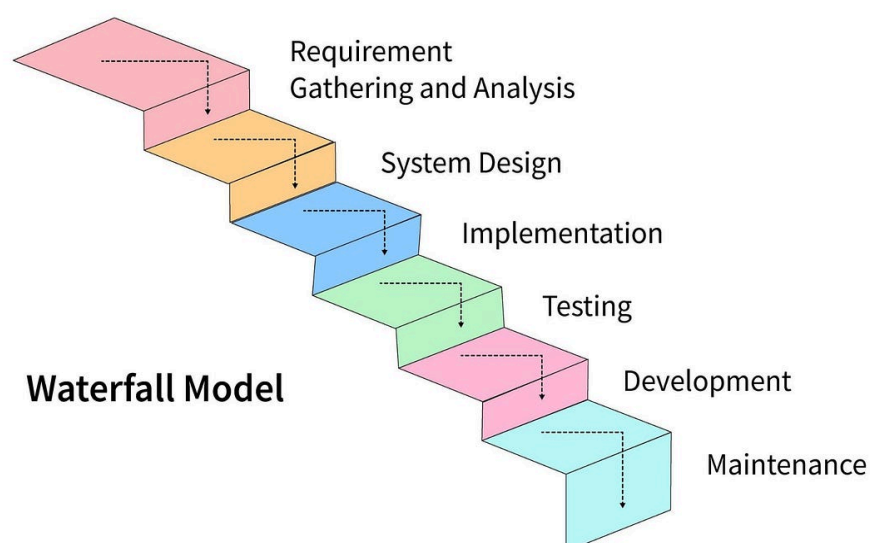 Requirement
Gathering and Analysis
System Design
Implementation
Testing
Development
Maintenance
Waterfall Model